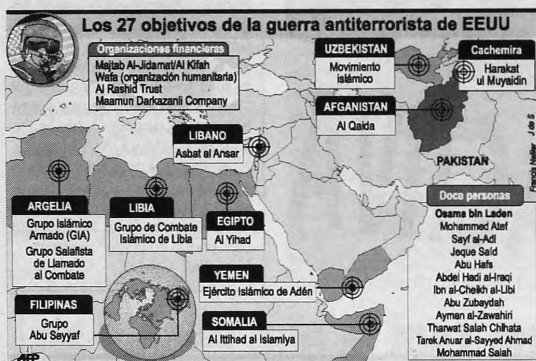 Los 27 objetivos de la guerra antiterrorista de EEUU
Organizaciones financieras
Majtab Al-Jidamat/Al Kifah
Wafa (organización humanitaria)
Al Rashid Trust
Maamun Darkazanli Company
UZBEKISTAN
Movimiento
islámico
Cachemira
Harakat
ul Muyaidin
AFGANISTAN
Al Qaida
PAKISTAN
LIBANO
Asbat al Ansar
ARGELIA
Grupo Islámico
Armado (GIA)
Grupo Salafista
de Llamado
al Combate
LIBIA
Grupo de Combate
Islámico de Libia
EGIPTO
Al Yihad
YEMEN
Ejército Islámico de Adén
SOMALIA
Al Ittihad al Islamiya
FILIPINAS
Grupo
Abu Sayyaf
Doce personas
Osama bin Laden
Mohammed Atef
Sayf al-Adl
Jeque Said
Abu Hafs
Abdel Hadi al-Iraqi
Ibn al-Cheikh al-Libi
Abu Zubaydah
Ayman al-Zawahiri
Tharwat Salah Chihata
Tarek Anuar al-Sayyed Ahmad
Mohammad Salah
AFP